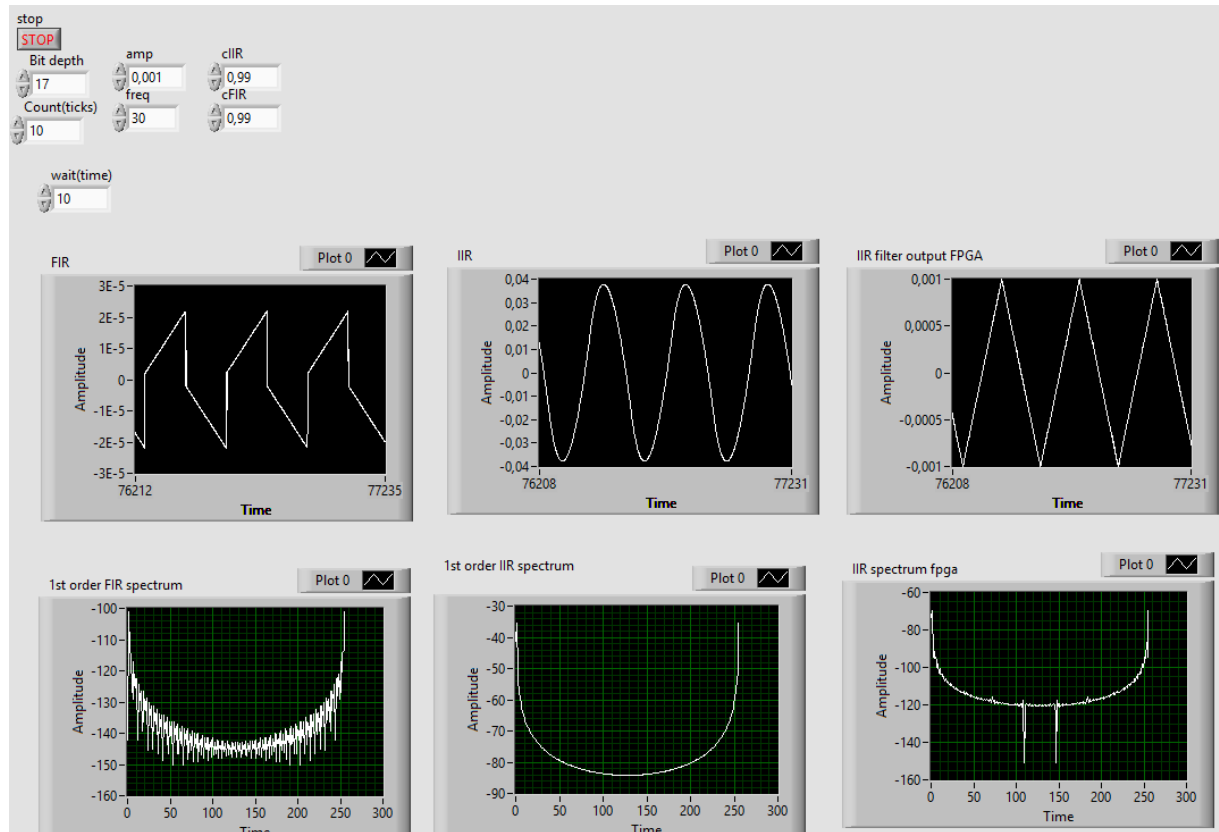 stop
STOP
Bit depth
17
Count(ticks)
10
amp
0,001
freq
30
cIIR
0,99
cFIR
0,99
wait(time)
10
FIR
Plot 0
3E-5
2E-5
1E-5
0
-1E-5
-2E-5
-3E-5
Amplitude
76212 77235
Time
IIR
Plot 0
0,04
0,03
0,02
0,01
0
-0,01
-0,02
-0,03
-0,04
Amplitude
76208 77231
Time
IIR filter output FPGA
Plot 0
0,001
0,0005
0
-0,0005
-0,001
Amplitude
76208 77231
Time
1st order FIR spectrum
Plot 0
-100
-110
-120
-130
-140
-150
-160
Amplitude
0 50 100 150 200 250 300
Time
1st order IIR spectrum
Plot 0
-30
-40
-50
-60
-70
-80
-90
Amplitude
0 50 100 150 200 250 300
Time
IIR spectrum fpga
Plot 0
-60
-80
-100
-120
-140
-160
Amplitude
0 50 100 150 200 250 300
Time